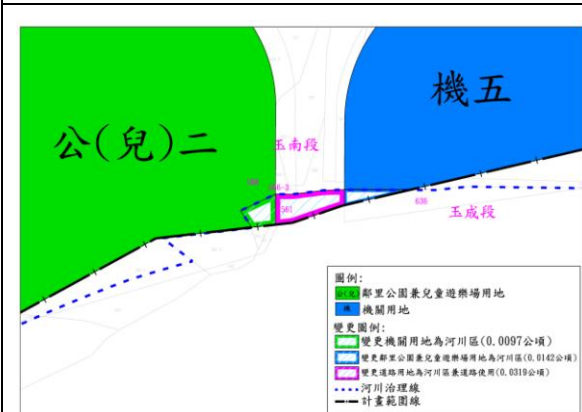 公(兒)二
機五
玉南段
561
玉成段
636
圖例:
公(兒) 鄰里公園兼兒童遊樂場用地
機 機關用地
變更圖例:
變更機關用地為河川區(0.0097公頃)
變更鄰里公園兼兒童遊樂場用地為河川區(0.0142公頃)
變更道路用地為河川區兼道路使用(0.0319公頃)
河川治理線
計畫範圍線